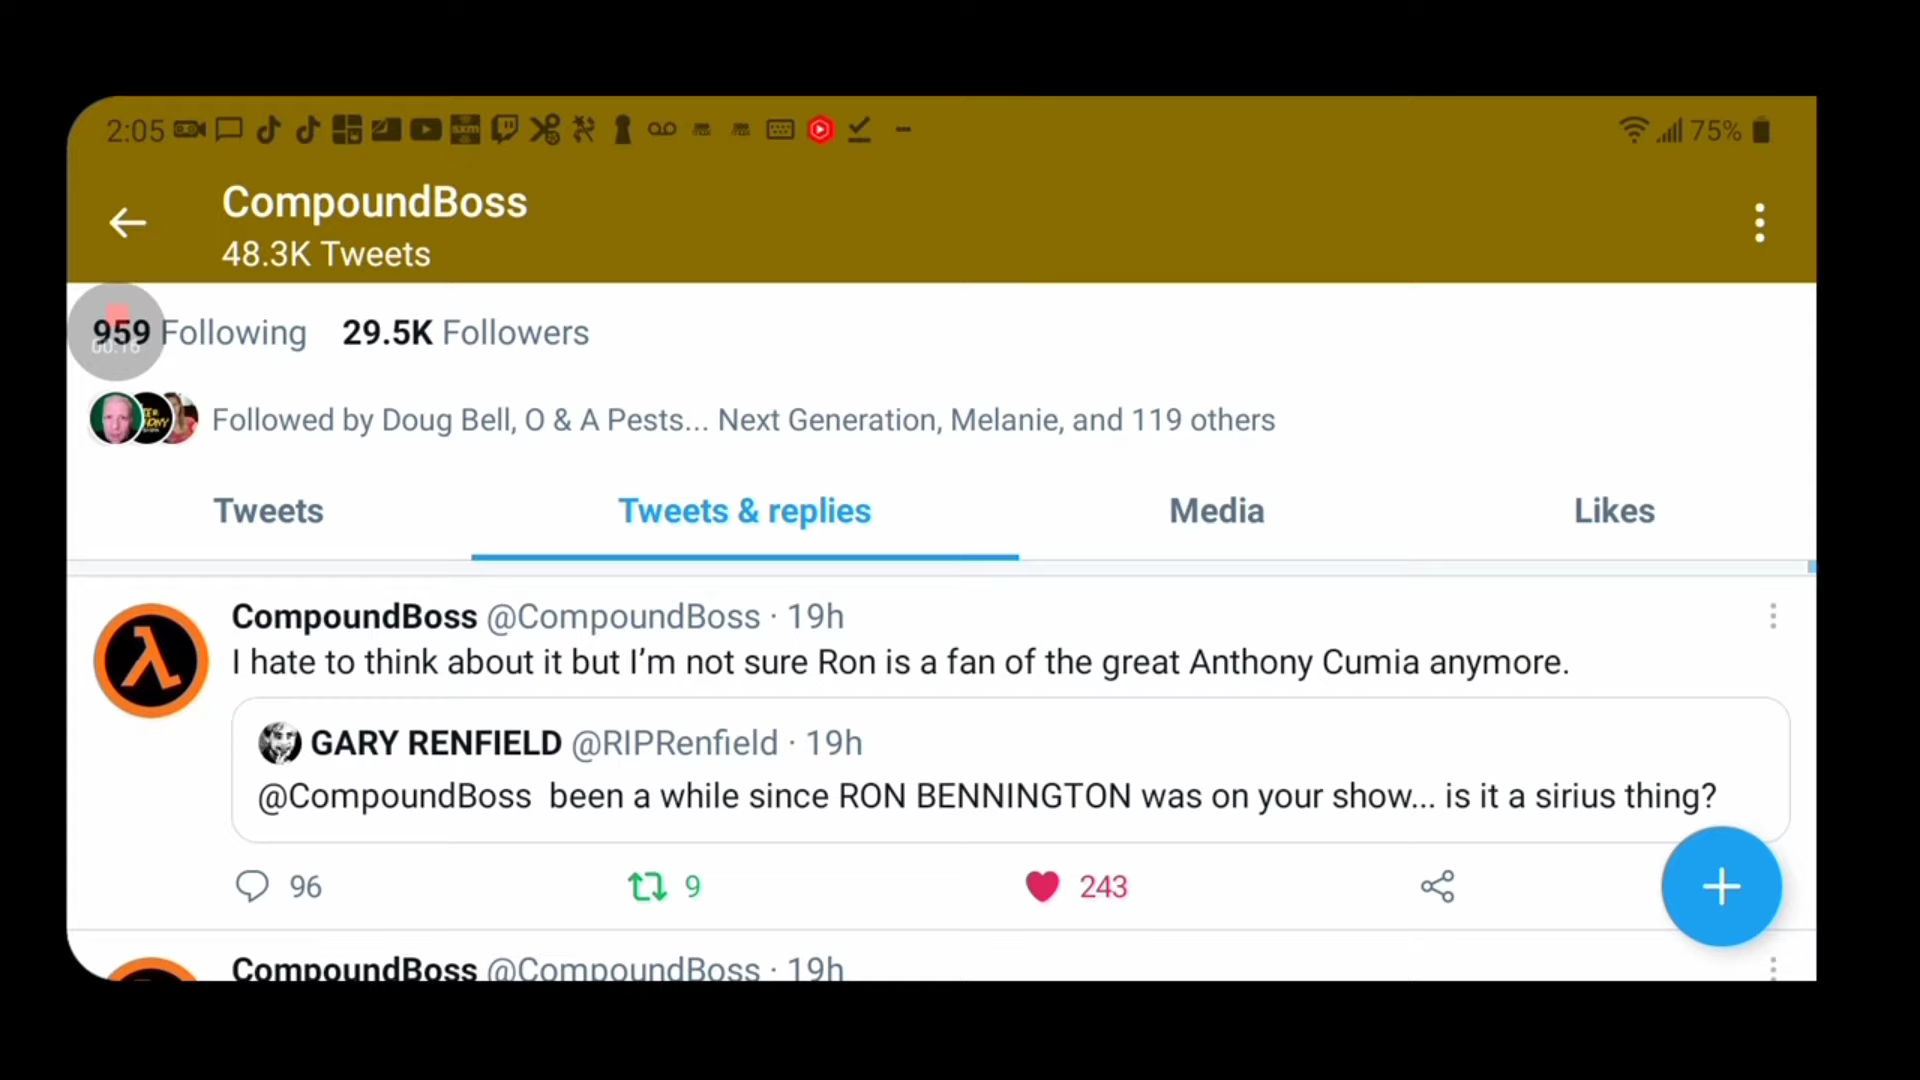 2:05
sxm
75%
CompoundBoss
48.3K Tweets
959 Following 29.5K Followers
00:16
Followed by Doug Bell, O & A Pests... Next Generation, Melanie, and 119 others
Tweets Tweets & replies Media Likes
CompoundBoss @CompoundBoss · 19h
I hate to think about it but I’m not sure Ron is a fan of the great Anthony Cumia anymore.
GARY RENFIELD @RIPRenfield · 19h
@CompoundBoss been a while since RON BENNINGTON was on your show... is it a sirius thing?
96 9 243
CompoundBoss @CompoundBoss · 19h